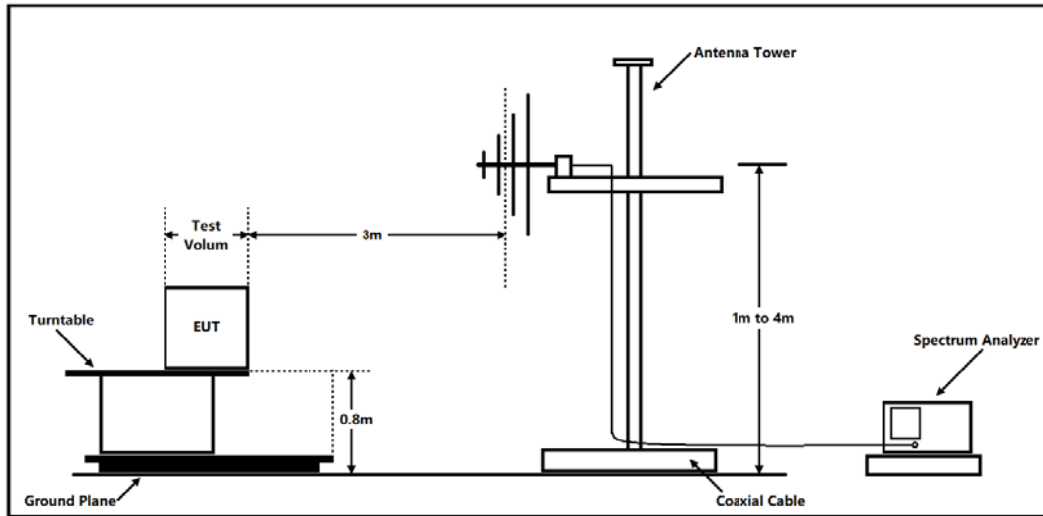 Antenna Tower
Test
Volum
3m
EUT
Turntable
1m to 4m
Spectrum Analyzer
0.8m
Ground Plane
Coaxial Cable